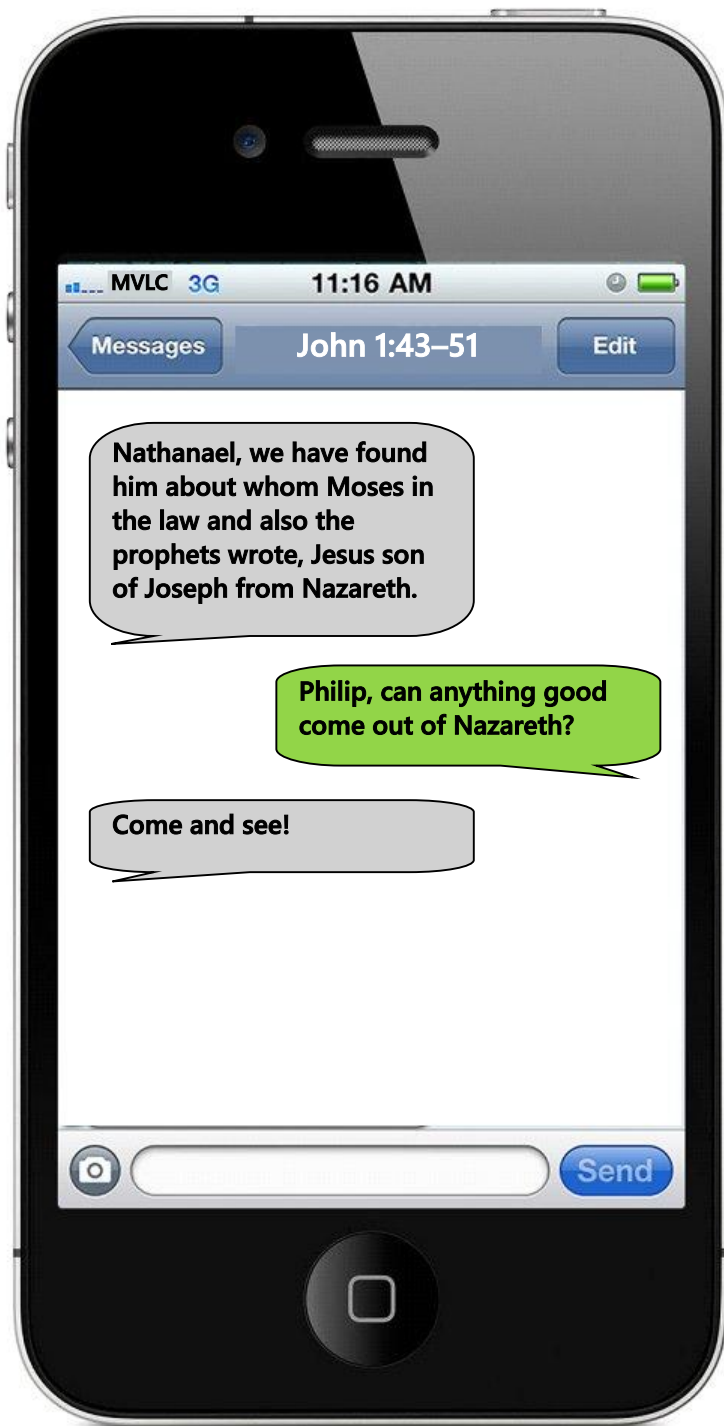 MVLC 3G 11:16 AM
Messages John 1:43–51 Edit
Nathanael, we have found
him about whom Moses in
the law and also the
prophets wrote, Jesus son
of Joseph from Nazareth.
Philip, can anything good
come out of Nazareth?
Come and see!
Send